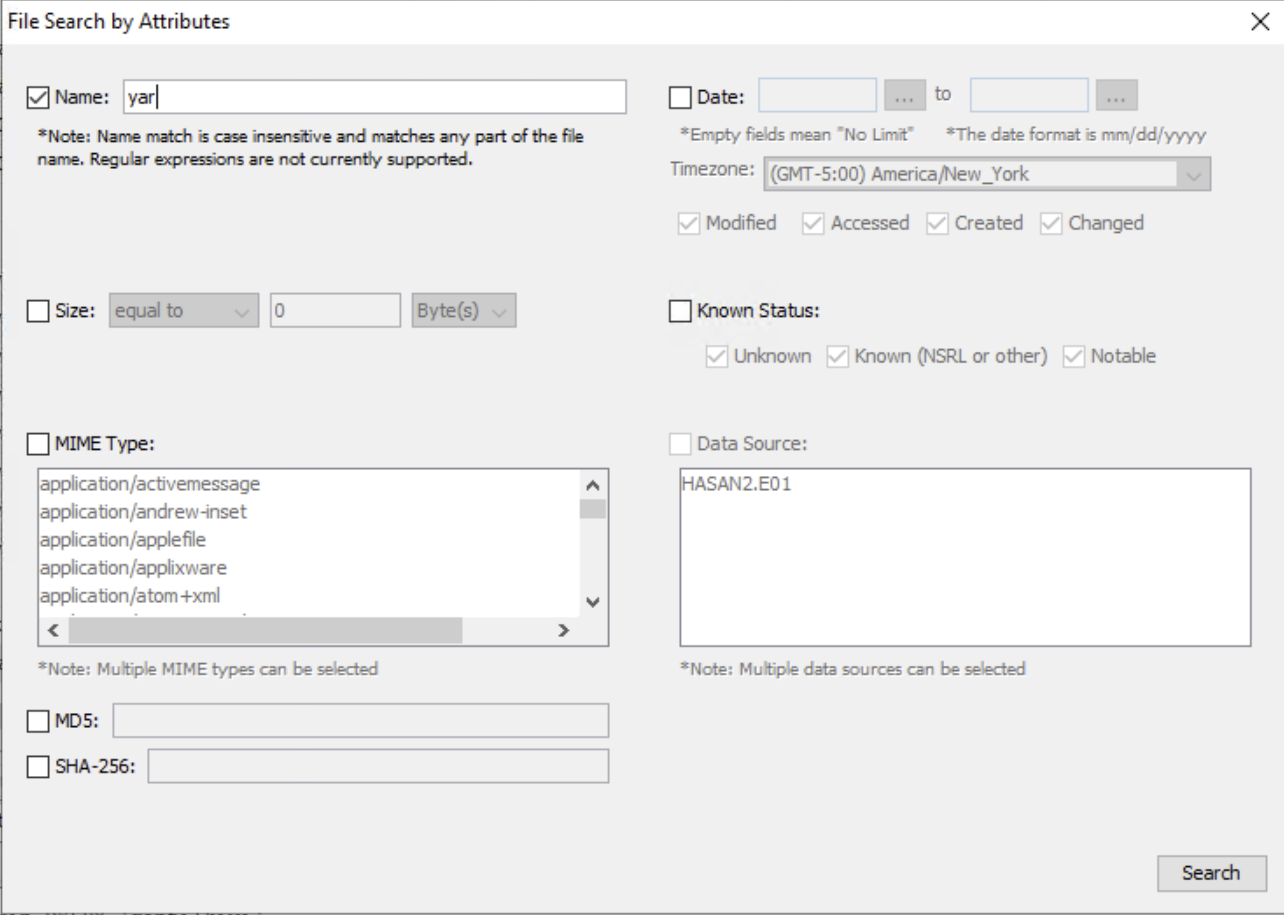 File Search by Attributes
Name: yar
*Note: Name match is case insensitive and matches any part of the file
name. Regular expressions are not currently supported.
Date: ... to ...
*Empty fields mean "No Limit" *The date format is mm/dd/yyyy
Timezone: (GMT-5:00) America/New_York
Modified Accessed Created Changed
Size: equal to 0 Byte(s)
Known Status:
Unknown Known (NSRL or other) Notable
MIME Type:
application/activemessage
application/andrew-inset
application/applefile
application/applixware
application/atom+xml
*Note: Multiple MIME types can be selected
Data Source:
HASAN2.E01
*Note: Multiple data sources can be selected
MD5:
SHA-256:
Search